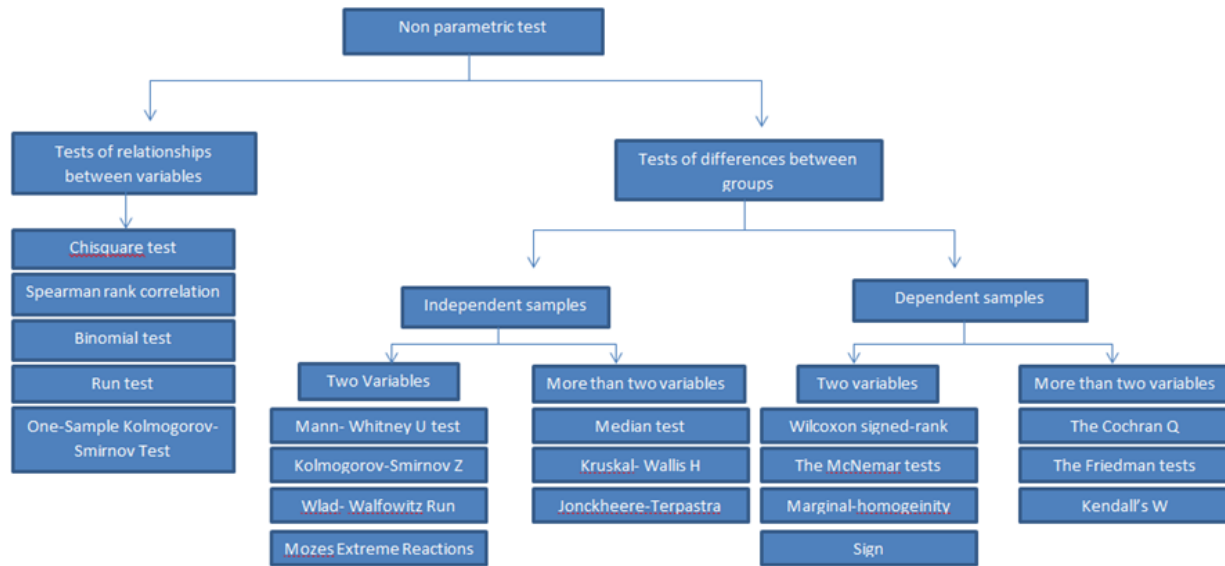 Non parametric test
Tests of relationships
between variables
Tests of differences between
groups
Chisquare test
Spearman rank correlation
Binomial test
Run test
One-Sample Kolmogorov-
Smirnov Test
Independent samples
Dependent samples
Two Variables
Mann- Whitney U test
Kolmogorov-Smirnov Z
Wlad- Walfowitz Run
Mozes Extreme Reactions
More than two variables
Median test
Kruskal- Wallis H
Jonckheere-Terpastra
Two variables
Wilcoxon signed-rank
The McNemar tests
Marginal-homogeinity
Sign
More than two variables
The Cochran Q
The Friedman tests
Kendall's W